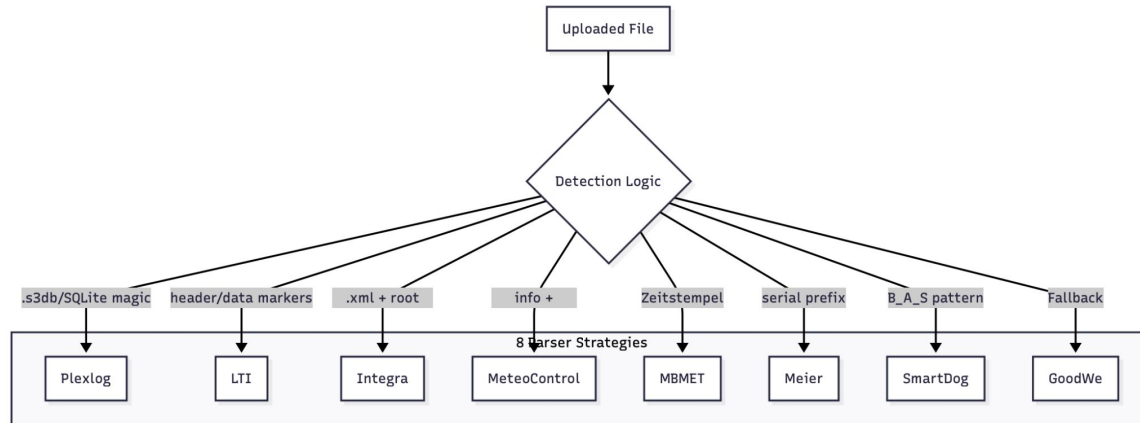 Uploaded File
Detection Logic
.s3db/SQLite magic
header/data markers
.xml + root
info +
Zeitstempel
serial prefix
B_A_S pattern
Fallback
8 Parser Strategies
Plexlog
LTI
Integra
MeteoControl
MBMET
Meier
SmartDog
GoodWe